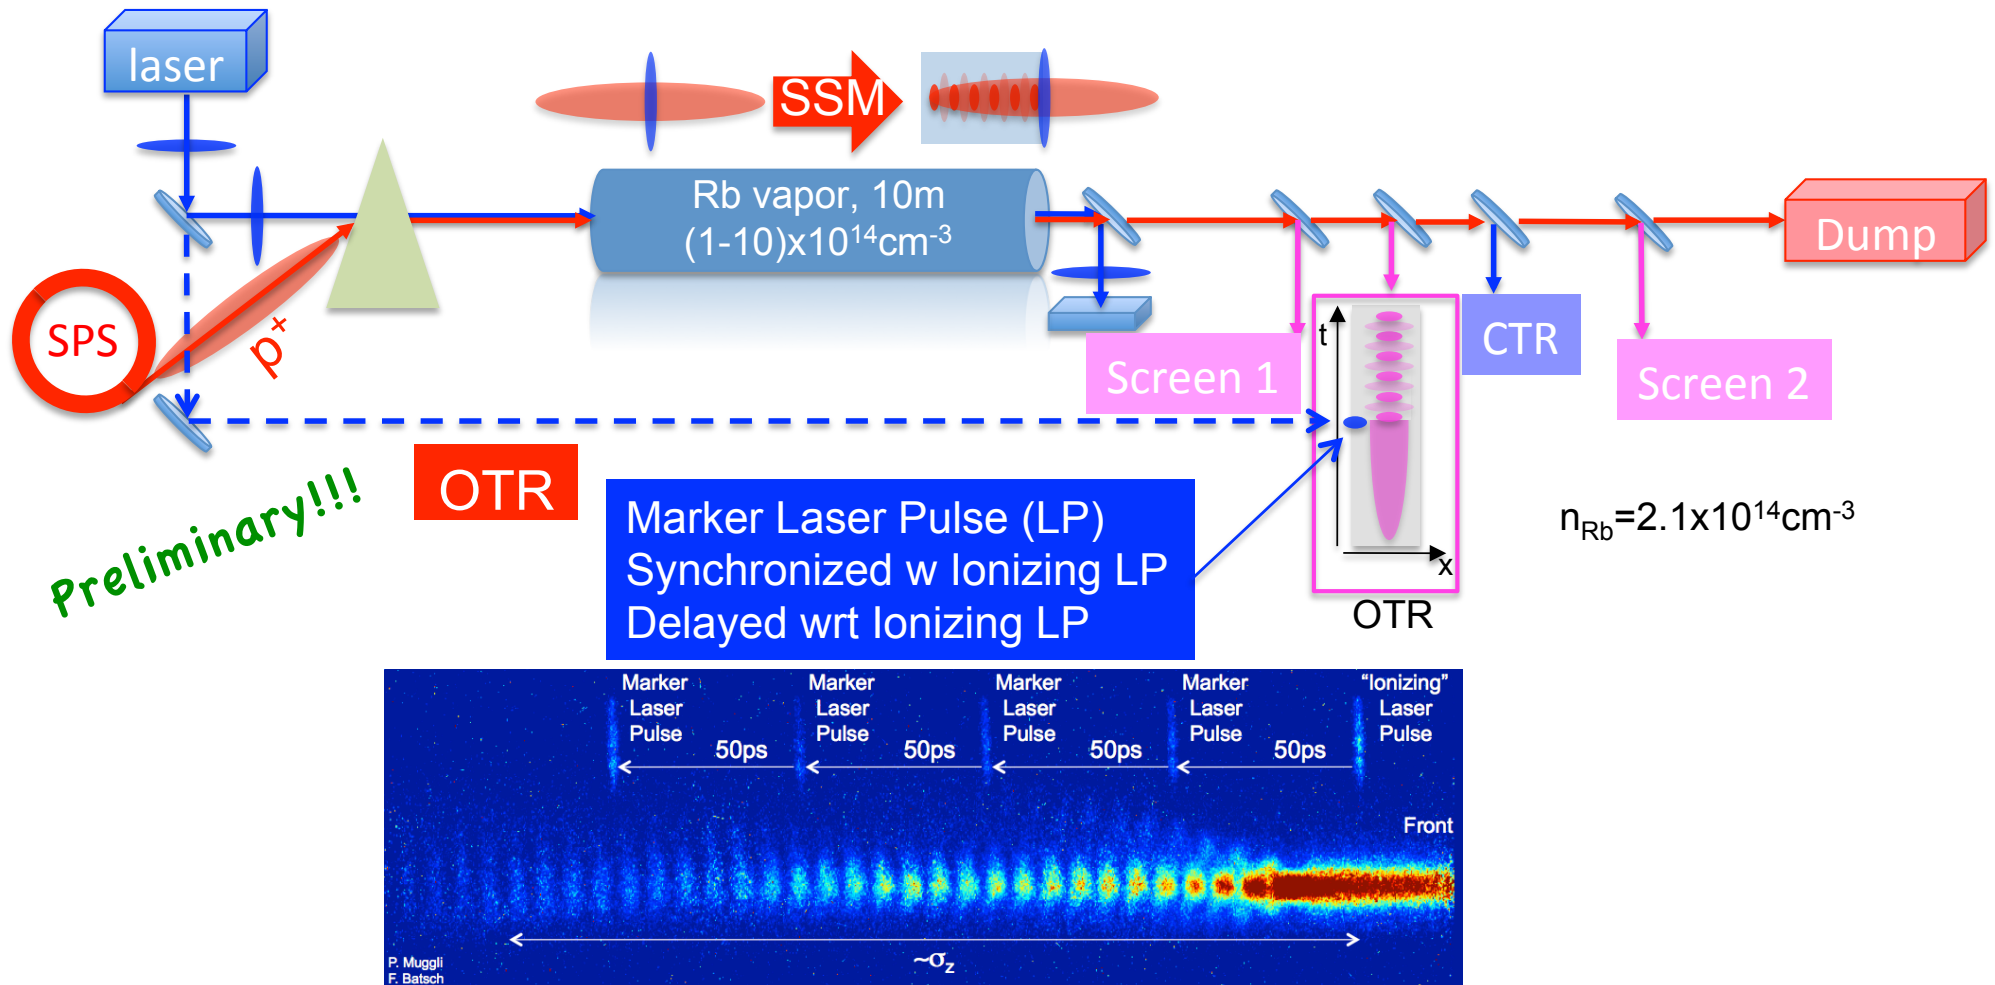 laser
SSM
Rb vapor, 10m
(1-10)x10¹⁴cm⁻³
Dump
SPS
p⁺
t
x
OTR
Screen 1
CTR
Screen 2
Preliminary!!!
OTR
Marker Laser Pulse (LP)
Synchronized w Ionizing LP
Delayed wrt Ionizing LP
n_Rb=2.1x10¹⁴cm⁻³
Marker
Laser
Pulse
50ps
Marker
Laser
Pulse
50ps
Marker
Laser
Pulse
50ps
Marker
Laser
Pulse
50ps
"Ionizing"
Laser
Pulse
Front
~σ_z
P. Muggli
F. Batsch